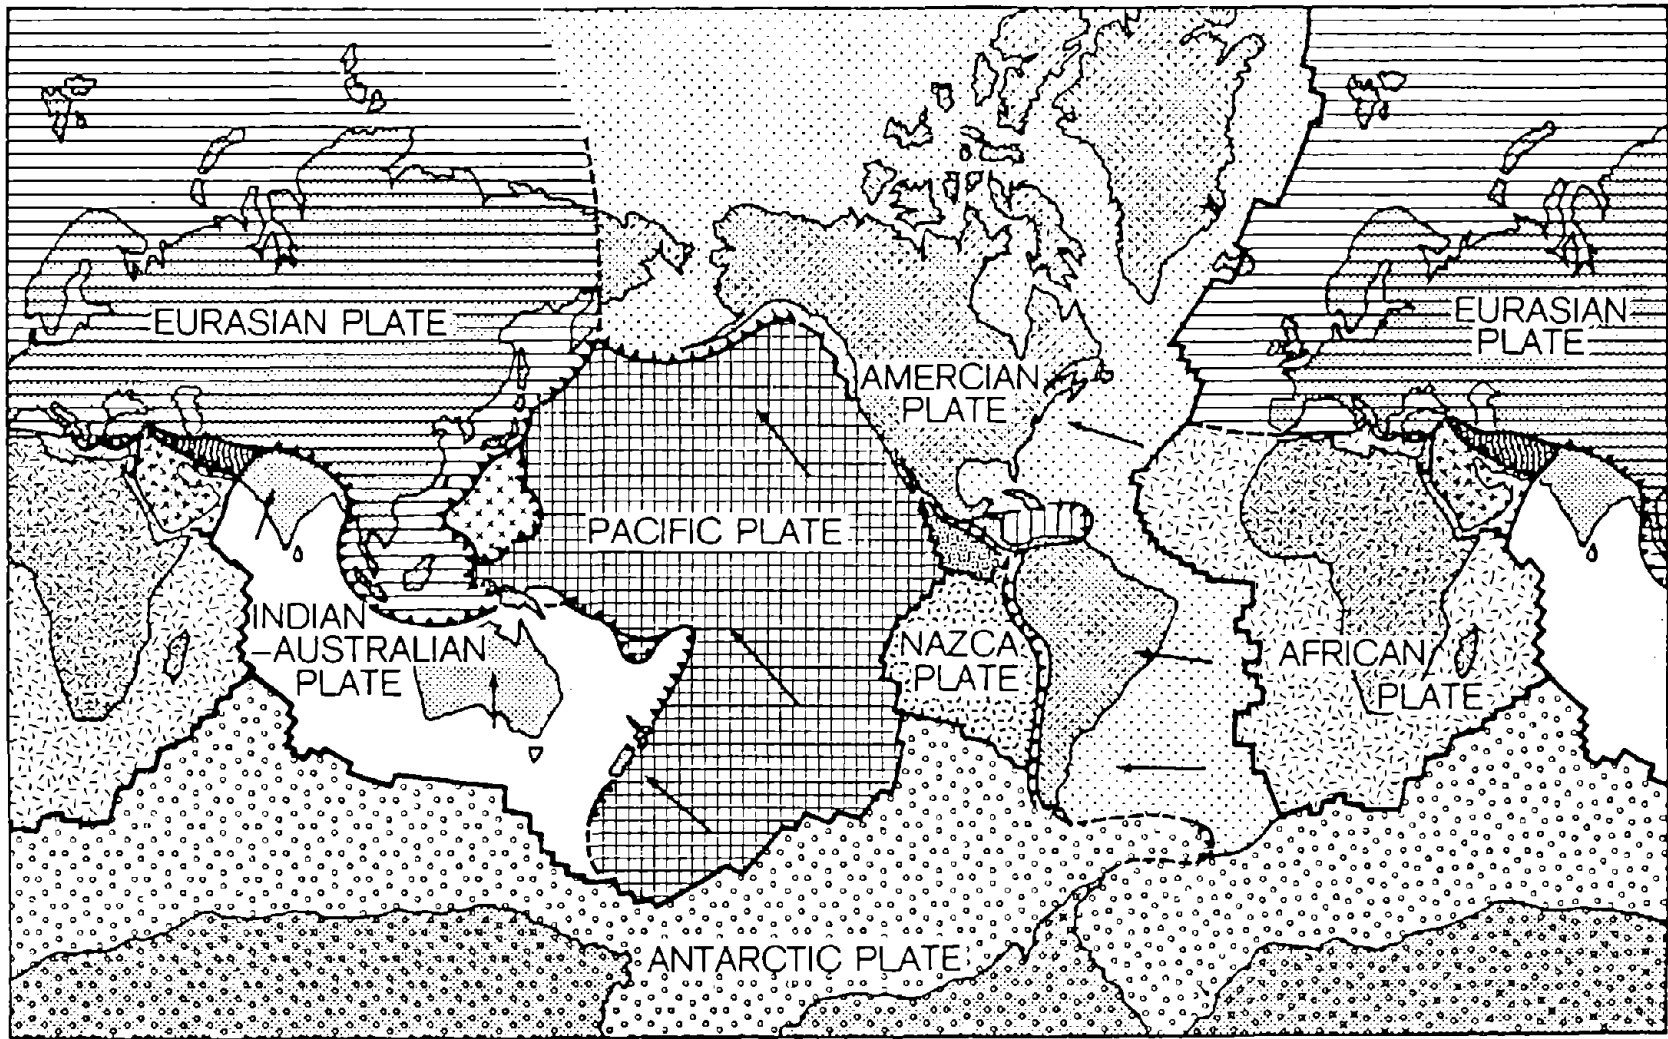 EURASIAN PLATE
EURASIAN
PLATE
AMERCIAN
PLATE
PACIFIC PLATE
INDIAN
-AUSTRALIAN
PLATE
NAZCA
PLATE
AFRICAN
PLATE
ANTARCTIC PLATE